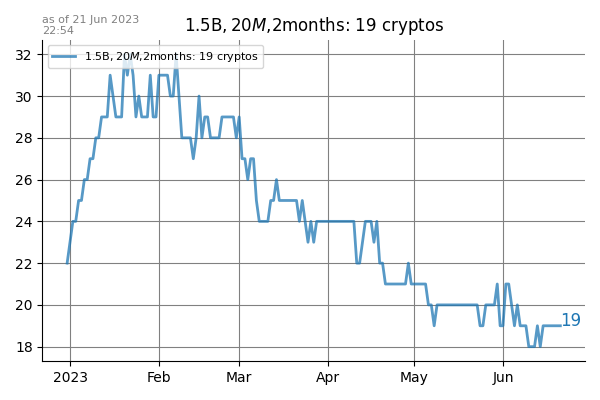 as of 21 Jun 2023
22:54
1.5B, 20M,2months: 19 cryptos
1.5B, 20M,2months: 19 cryptos
32
30
28
26
24
22
20
18
19
2023
Feb
Mar
Apr
May
Jun